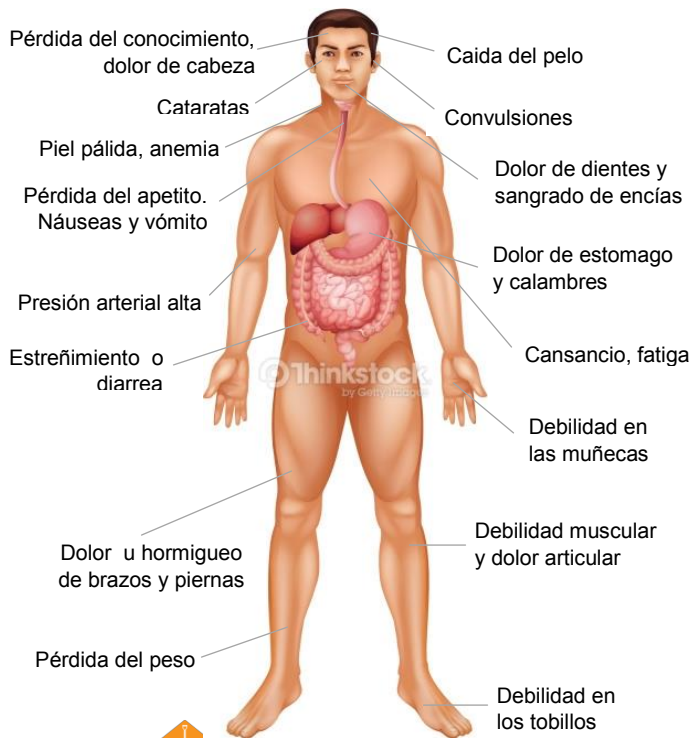 Pérdida del conocimiento,
dolor de cabeza
Cataratas
Piel pálida, anemia
Pérdida del apetito.
Náuseas y vómito
Presión arterial alta
Estreñimiento o
diarrea
Dolor u hormigueo
de brazos y piernas
Pérdida del peso
Caida del pelo
Convulsiones
Dolor de dientes y
sangrado de encías
Dolor de estomago
y calambres
Cansancio, fatiga
Debilidad en
las muñecas
Debilidad muscular
y dolor articular
Debilidad en
los tobillos
Thinkstock
by Getty Images